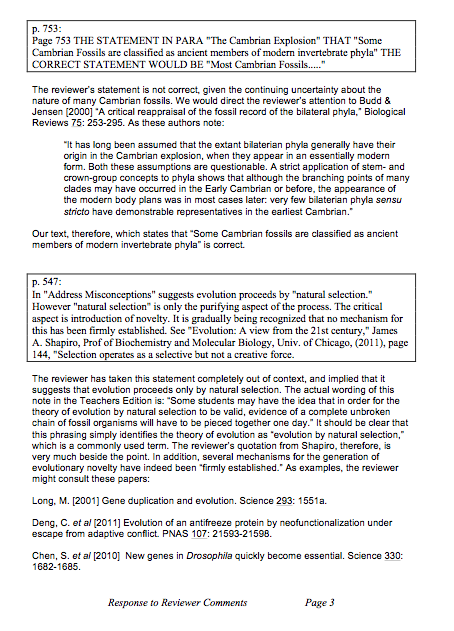 p. 753:
Page 753 THE STATEMENT IN PARA "The Cambrian Explosion" THAT "Some
Cambrian Fossils are classified as ancient members of modern invertebrate phyla" THE
CORRECT STATEMENT WOULD BE "Most Cambrian Fossils....."
The reviewer's statement is not correct, given the continuing uncertainty about the
nature of many Cambrian fossils. We would direct the reviewer's attention to Budd &
Jensen [2000] "A critical reappraisal of the fossil record of the bilateral phyla," Biological
Reviews 75: 253-295. As these authors note:
"It has long been assumed that the extant bilaterian phyla generally have their
origin in the Cambrian explosion, when they appear in an essentially modern
form. Both these assumptions are questionable. A strict application of stem- and
crown-group concepts to phyla shows that although the branching points of many
clades may have occurred in the Early Cambrian or before, the appearance of
the modern body plans was in most cases later: very few bilaterian phyla sensu
stricto have demonstrable representatives in the earliest Cambrian."
Our text, therefore, which states that "Some Cambrian fossils are classified as ancient
members of modern invertebrate phyla" is correct.
p. 547:
In "Address Misconceptions" suggests evolution proceeds by "natural selection."
However "natural selection" is only the purifying aspect of the process. The critical
aspect is introduction of novelty. It is gradually being recognized that no mechanism for
this has been firmly established. See "Evolution: A view from the 21st century," James
A. Shapiro, Prof of Biochemistry and Molecular Biology, Univ. of Chicago, (2011), page
144, "Selection operates as a selective but not a creative force.
The reviewer has taken this statement completely out of context, and implied that it
suggests that evolution proceeds only by natural selection. The actual wording of this
note in the Teachers Edition is: "Some students may have the idea that in order for the
theory of evolution by natural selection to be valid, evidence of a complete unbroken
chain of fossil organisms will have to be pieced together one day." It should be clear that
this phrasing simply identifies the theory of evolution as "evolution by natural selection,"
which is a commonly used term. The reviewer's quotation from Shapiro, therefore, is
very much beside the point. In addition, several mechanisms for the generation of
evolutionary novelty have indeed been "firmly established." As examples, the reviewer
might consult these papers:
Long, M. [2001] Gene duplication and evolution. Science 293: 1551a.
Deng, C. et al [2011] Evolution of an antifreeze protein by neofunctionalization under
escape from adaptive conflict. PNAS 107: 21593-21598.
Chen, S. et al [2010] New genes in Drosophila quickly become essential. Science 330:
1682-1685.
Response to Reviewer Comments Page 3